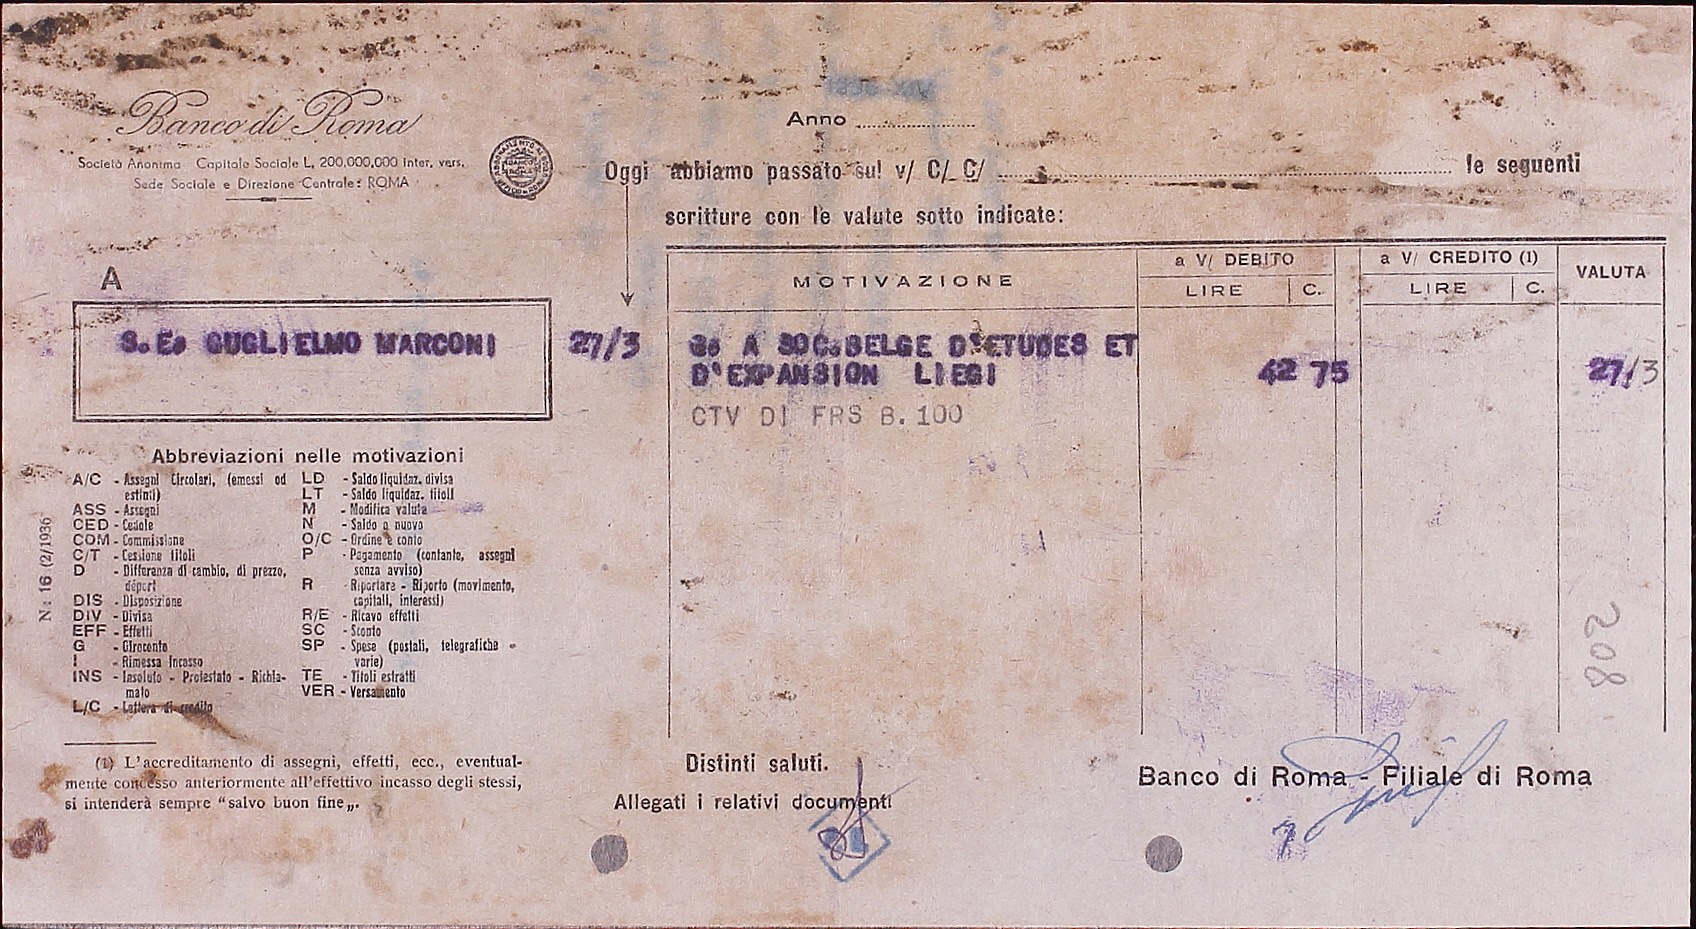 Banco di Roma
Società Anonima Capitale Sociale L. 200.000.000 inter. vers.
Sede Sociale e Direzione Centrale: ROMA
BANCO
ROMA
Anno
Oggi abbiamo passato sul v/ C/ C/ le seguenti
scritture con le valute sotto indicate:
A
S.E. GUGLIELMO MARCONI
27/3
MOTIVAZIONE
a V/ DEBITO
LIRE C.
a V/ CREDITO (1)
LIRE C.
VALUTA
A SOC.BELGE D'ETUDES ET
D'EXPANSION LIEGI
42 75
27/3
CTV DI FRS B. 100
Abbreviazioni nelle motivazioni
A/C - Assegni Circolari, (emessi od
estinti)
ASS - Assegni
CED - Cedole
COM - Commissione
C/T - Cessione titoli
D - Differenza di cambio, di prezzo,
déport
DIS - Disposizione
DIV - Divisa
EFF - Effetti
G - Giroconto
I - Rimessa Incasso
INS - Insoluto - Protestato - Richia-
mato
L/C - Lettera di credito
LD - Saldo liquidaz. divisa
LT - Saldo liquidaz. titoli
M - Modifica valuta
N - Saldo a nuovo
O/C - Ordine e conto
P - Pagamento (contante, assegni
senza avviso)
R - Riportare - Riporto (movimento,
capitali, interessi)
R/E - Ricavo effetti
SC - Sconto
SP - Spese (postali, telegrafiche
varie)
TE - Titoli estratti
VER - Versamento
N. 16 (2/1936
(1) L'accreditamento di assegni, effetti, ecc., eventual-
mente concesso anteriormente all'effettivo incasso degli stessi,
si intenderà sempre "salvo buon fine„.
Distinti saluti.
Allegati i relativi documenti
Banco di Roma - Filiale di Roma
208